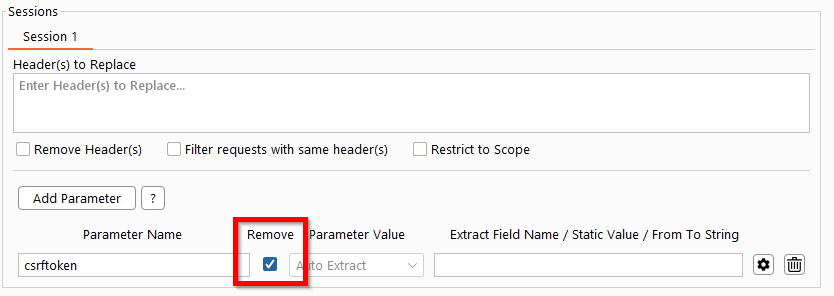 Sessions
Session 1
Header(s) to Replace
Enter Header(s) to Replace...
Remove Header(s) Filter requests with same header(s) Restrict to Scope
Add Parameter ?
Parameter Name Remove Parameter Value Extract Field Name / Static Value / From To String
csrftoken Auto Extract